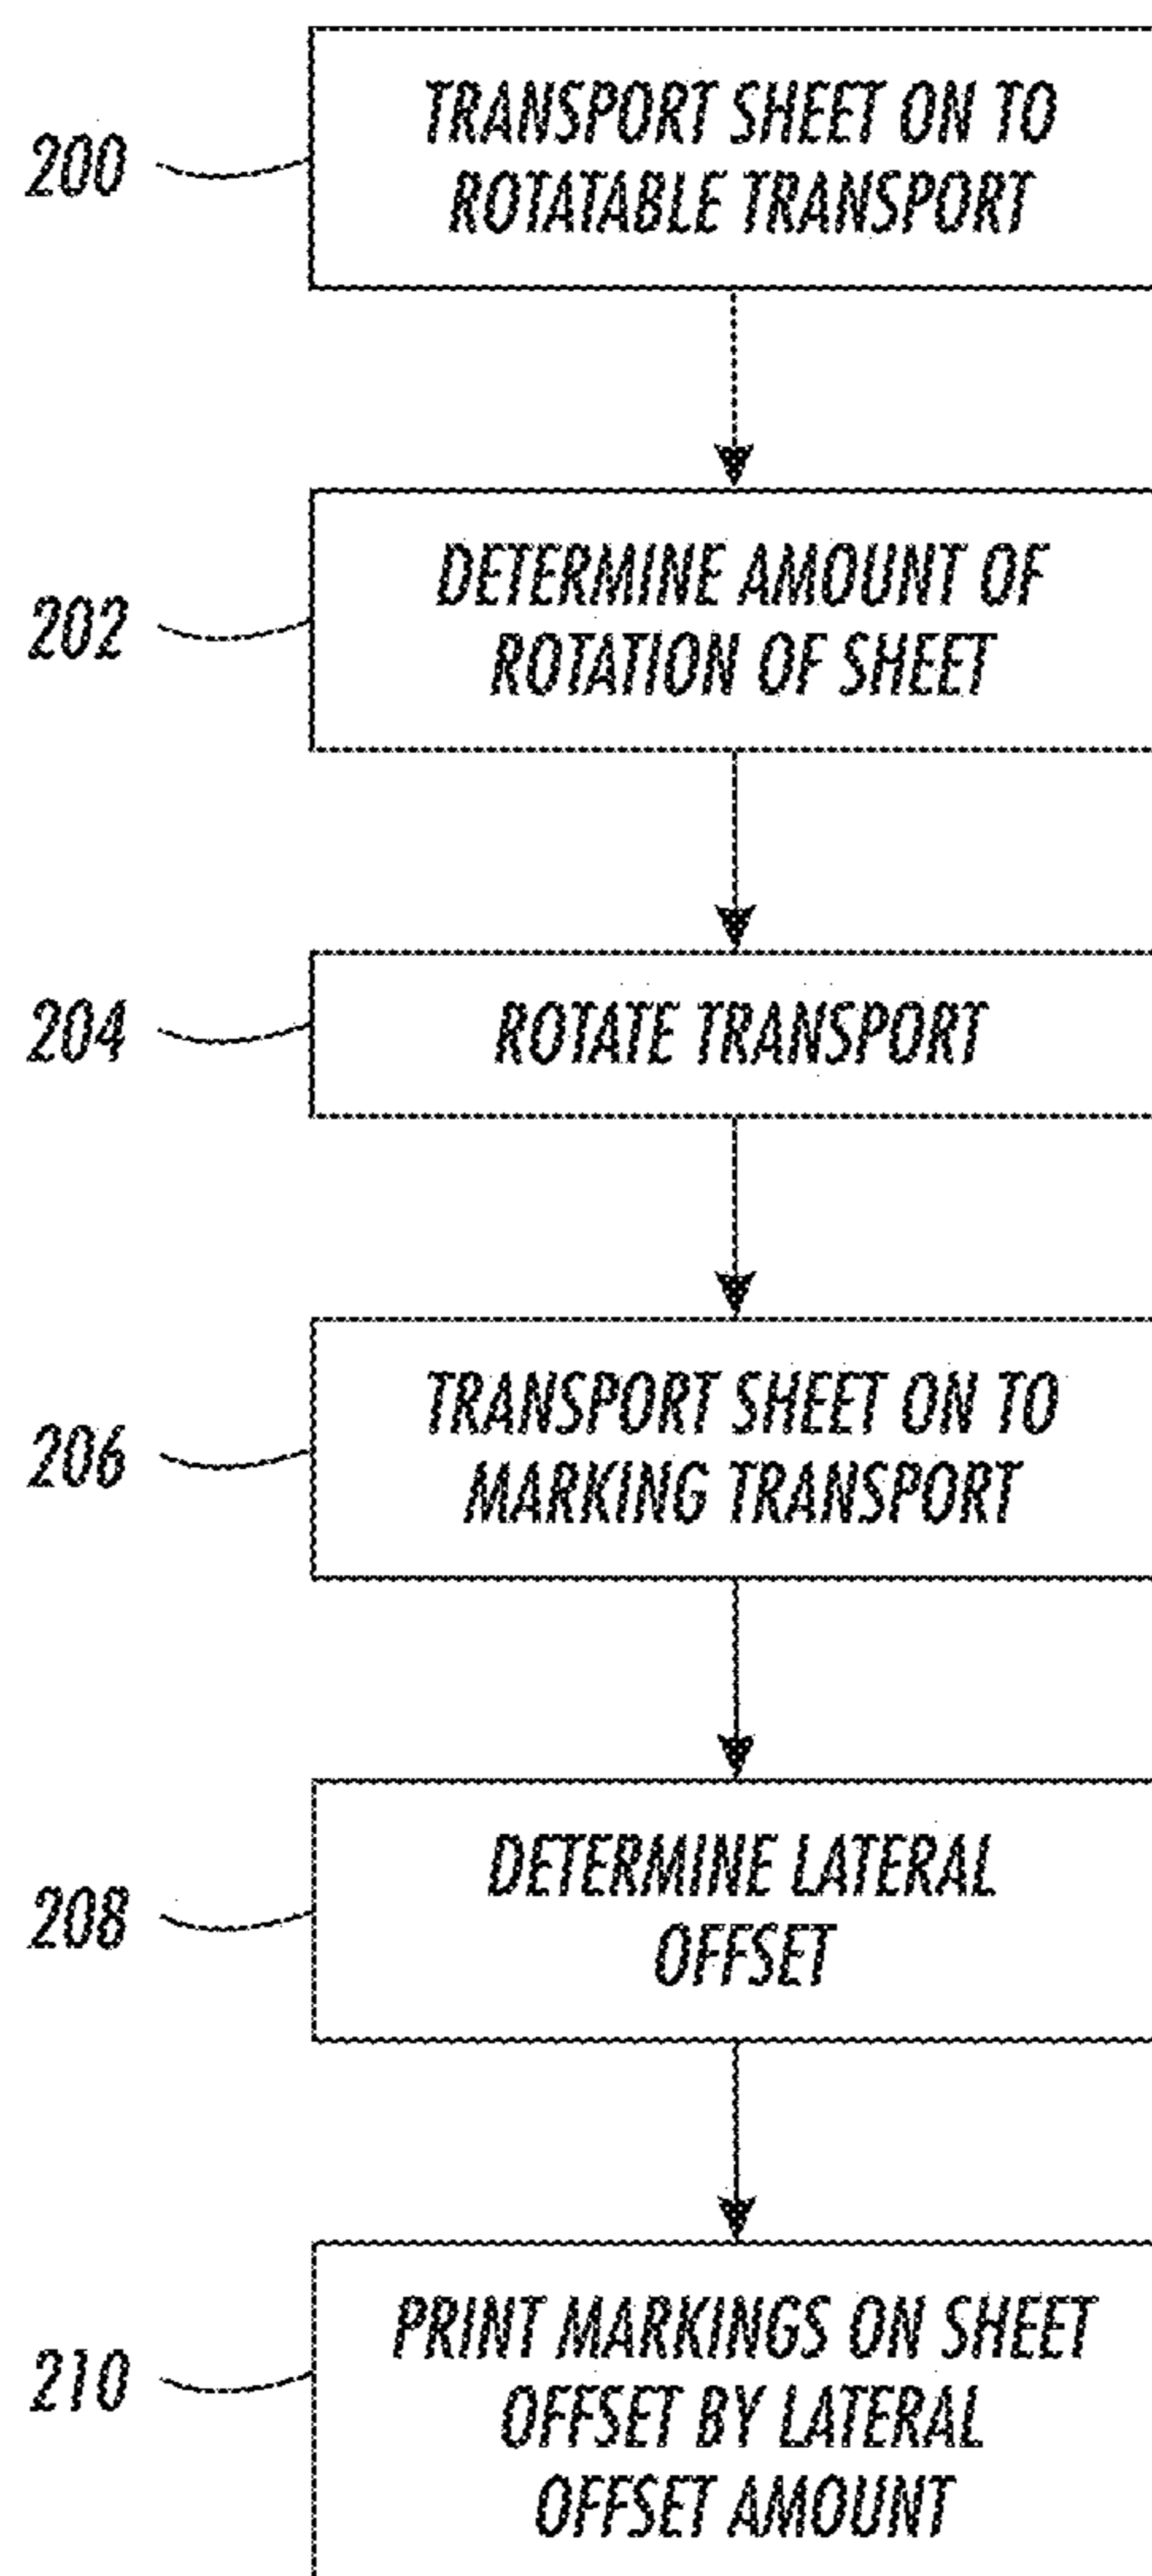 200
TRANSPORT SHEET ON TO
ROTATABLE TRANSPORT
202
DETERMINE AMOUNT OF
ROTATION OF SHEET
204
ROTATE TRANSPORT
206
TRANSPORT SHEET ON TO
MARKING TRANSPORT
208
DETERMINE LATERAL
OFFSET
210
PRINT MARKINGS ON SHEET
OFFSET BY LATERAL
OFFSET AMOUNT